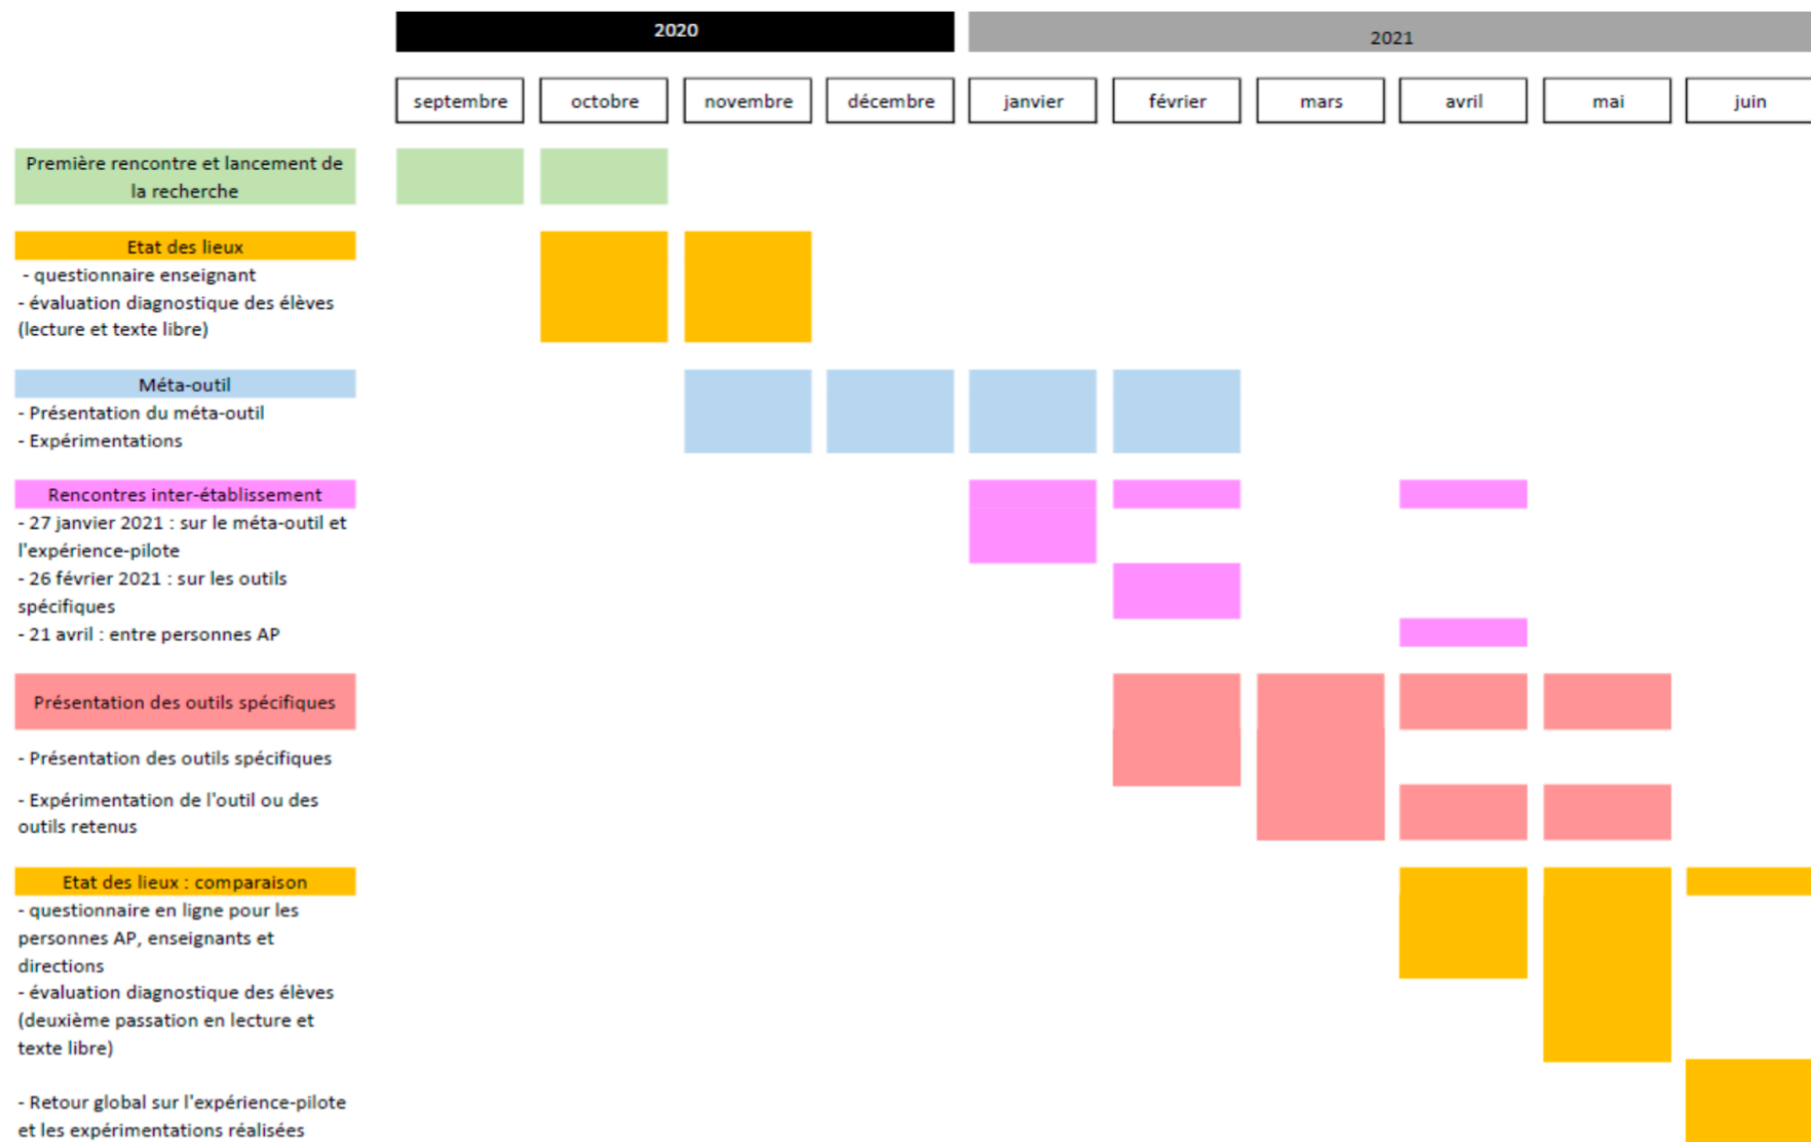 2020
2021
septembre
octobre
novembre
décembre
janvier
février
mars
avril
mai
juin
Première rencontre et lancement de
la recherche
Etat des lieux
- questionnaire enseignant
- évaluation diagnostique des élèves
(lecture et texte libre)
Méta-outil
- Présentation du méta-outil
- Expérimentations
Rencontres inter-établissement
- 27 janvier 2021 : sur le méta-outil et
l'expérience-pilote
- 26 février 2021 : sur les outils
spécifiques
- 21 avril : entre personnes AP
Présentation des outils spécifiques
- Présentation des outils spécifiques
- Expérimentation de l'outil ou des
outils retenus
Etat des lieux : comparaison
- questionnaire en ligne pour les
personnes AP, enseignants et
directions
- évaluation diagnostique des élèves
(deuxième passation en lecture et
texte libre)
- Retour global sur l'expérience-pilote
et les expérimentations réalisées